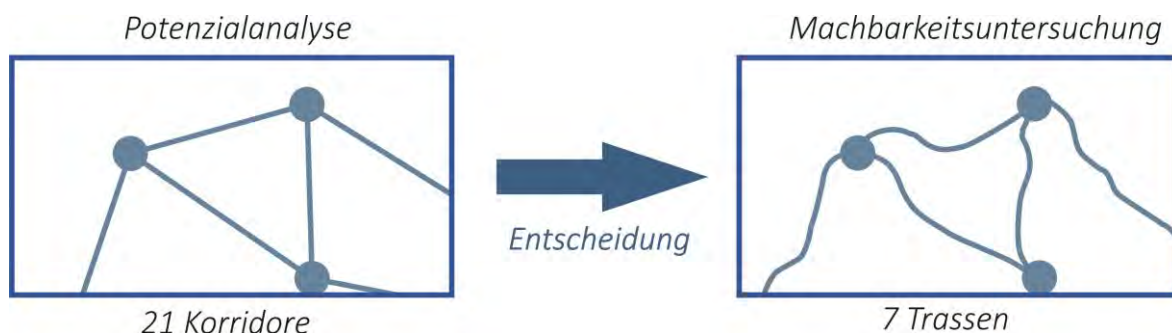 Potenzialanalyse
Machbarkeitsuntersuchung
Entscheidung
21 Korridore
7 Trassen